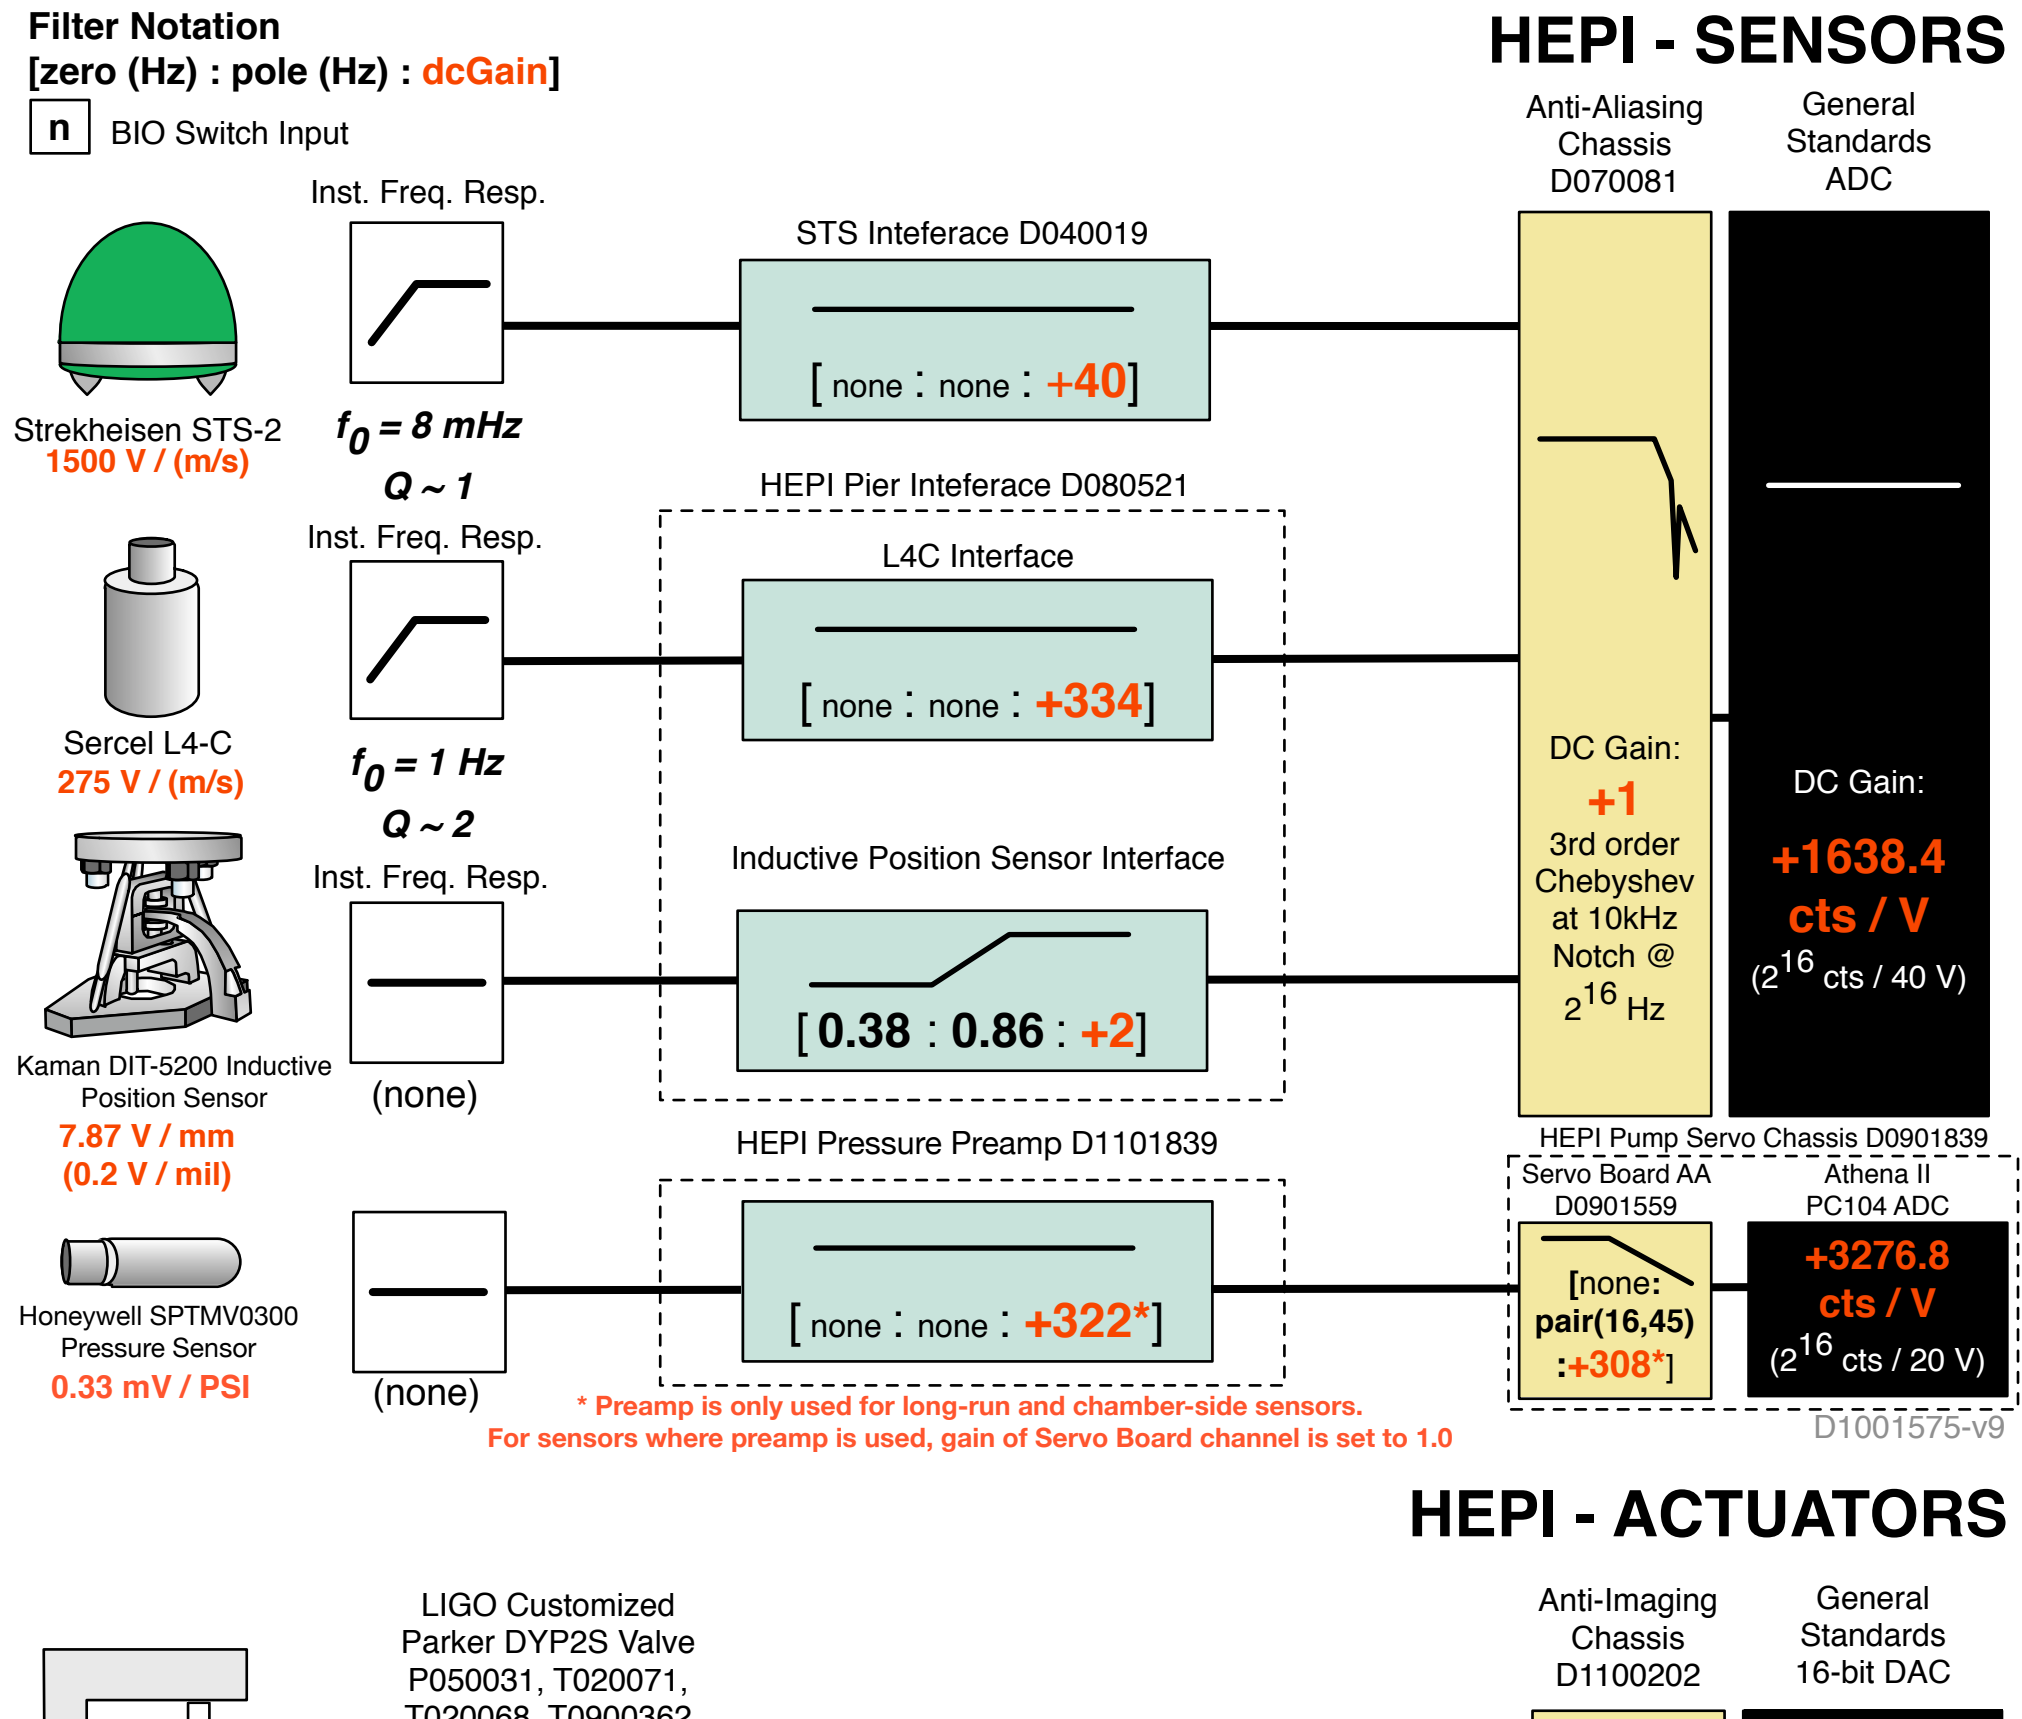 Filter Notation
[zero (Hz) : pole (Hz) : dcGain]
n BIO Switch Input
HEPI - SENSORS
Anti-Aliasing
Chassis
D070081
General
Standards
ADC
Inst. Freq. Resp.
STS Inteferace D040019
[ none : none : +40]
Strekheisen STS-2
1500 V / (m/s)
f0 = 8 mHz
Q ~ 1
HEPI Pier Inteferace D080521
Inst. Freq. Resp.
L4C Interface
[ none : none : +334]
Sercel L4-C
275 V / (m/s)
f0 = 1 Hz
Q ~ 2
DC Gain:
+1
3rd order
Chebyshev
at 10kHz
Notch @
2^16 Hz
DC Gain:
+1638.4
cts / V
(2^16 cts / 40 V)
Inst. Freq. Resp.
Inductive Position Sensor Interface
[ 0.38 : 0.86 : +2]
Kaman DIT-5200 Inductive
Position Sensor
7.87 V / mm
(0.2 V / mil)
(none)
HEPI Pressure Preamp D1101839
[ none : none : +322*]
HEPI Pump Servo Chassis D0901839
Servo Board AA
D0901559
Athena II
PC104 ADC
[none:
pair(16,45)
:+308*]
+3276.8
cts / V
(2^16 cts / 20 V)
Honeywell SPTMV0300
Pressure Sensor
0.33 mV / PSI
(none)
* Preamp is only used for long-run and chamber-side sensors.
For sensors where preamp is used, gain of Servo Board channel is set to 1.0
D1001575-v9
HEPI - ACTUATORS
LIGO Customized
Parker DYP2S Valve
P050031, T020071,
T020068, T0900362
Anti-Imaging
Chassis
D1100202
General
Standards
16-bit DAC